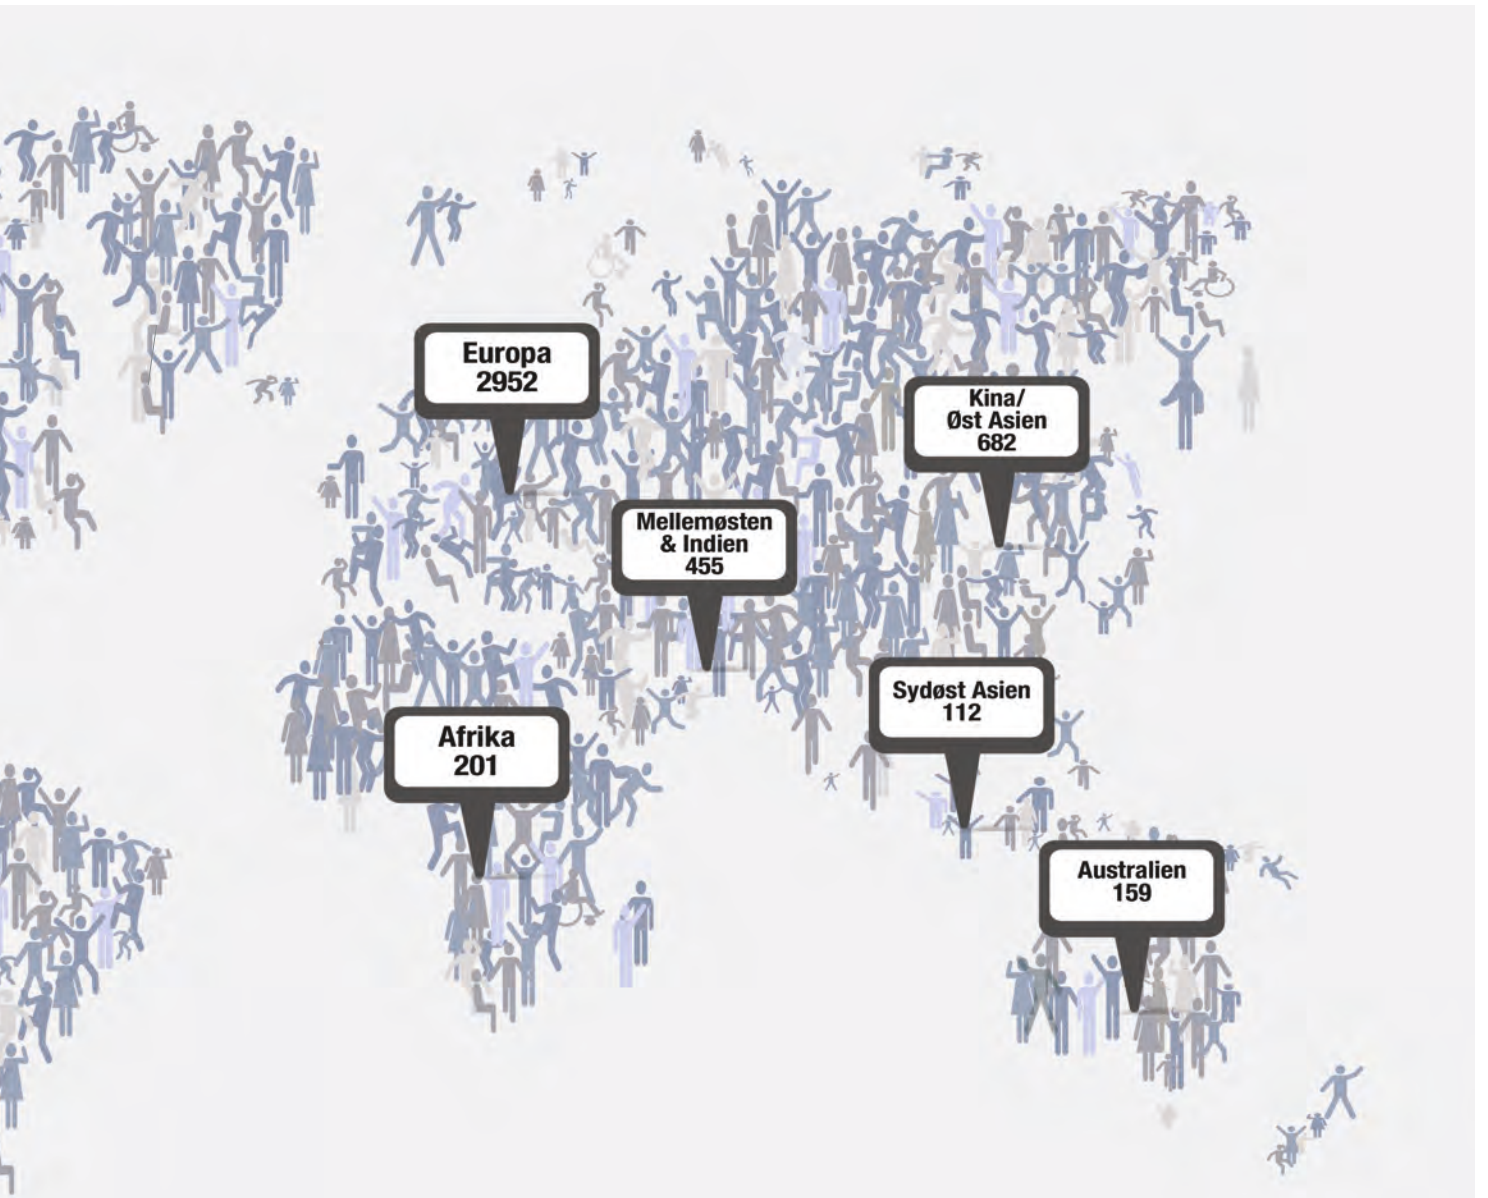 Europa
2952
Kina/
Øst Asien
682
Mellemøsten
& Indien
455
Sydøst Asien
112
Afrika
201
Australien
159